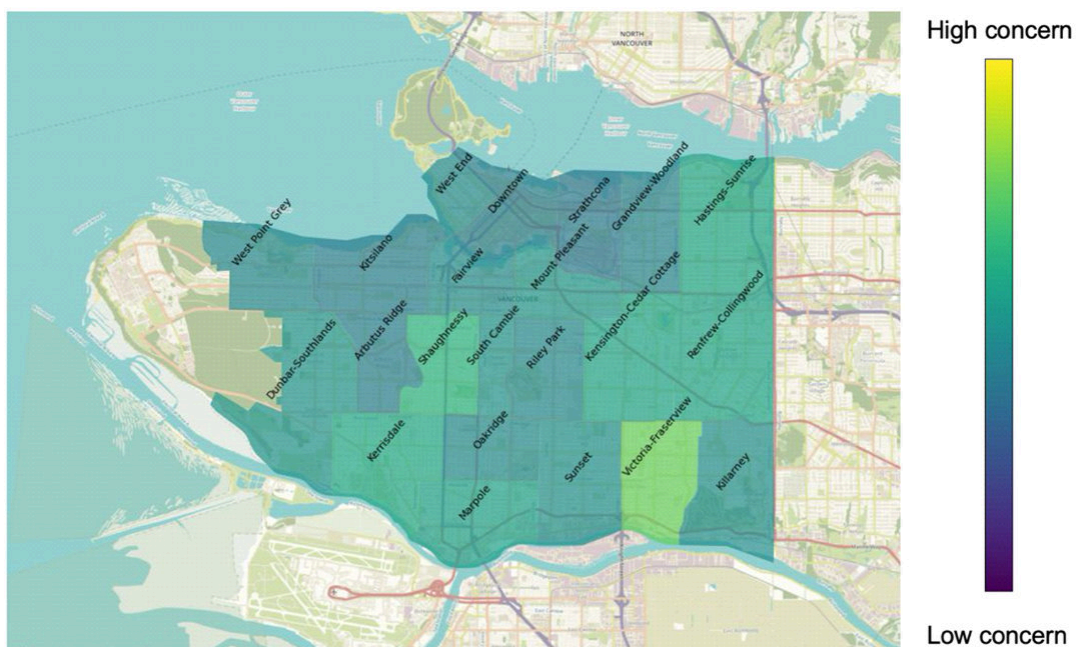 High concern
NORTH
VANCOUVER
West End
Downtown
Strathcona
Grandview-Woodland
Hastings-Sunrise
West Point Grey
Kitsilano
Fairview
Mount Pleasant
VANCOUVER
Arbutus Ridge
Shaughnessy
South Cambie
Riley Park
Kensington-Cedar Cottage
Renfrew-Collingwood
Dunbar-Southlands
Kerrisdale
Oakridge
Marpole
Sunset
Victoria-Fraserview
Killarney
Low concern